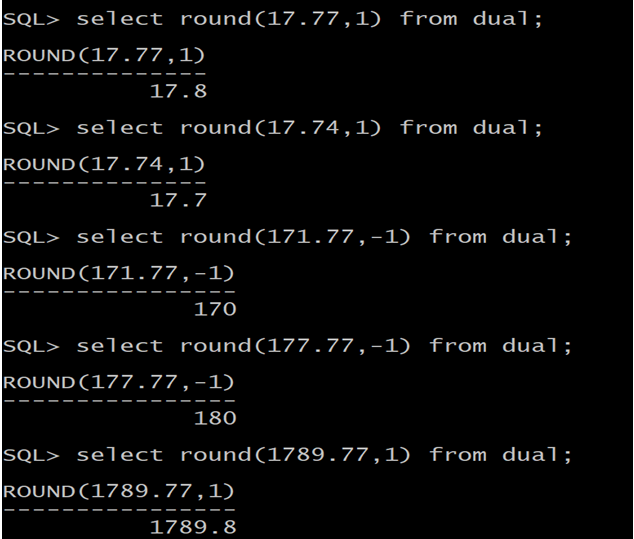 SQL> select round(17.77,1) from dual;
ROUND(17.77,1)
--------------
17.8
SQL> select round(17.74,1) from dual;
ROUND(17.74,1)
--------------
17.7
SQL> select round(171.77,-1) from dual;
ROUND(171.77,-1)
----------------
170
SQL> select round(177.77,-1) from dual;
ROUND(177.77,-1)
----------------
180
SQL> select round(1789.77,1) from dual;
ROUND(1789.77,1)
----------------
1789.8